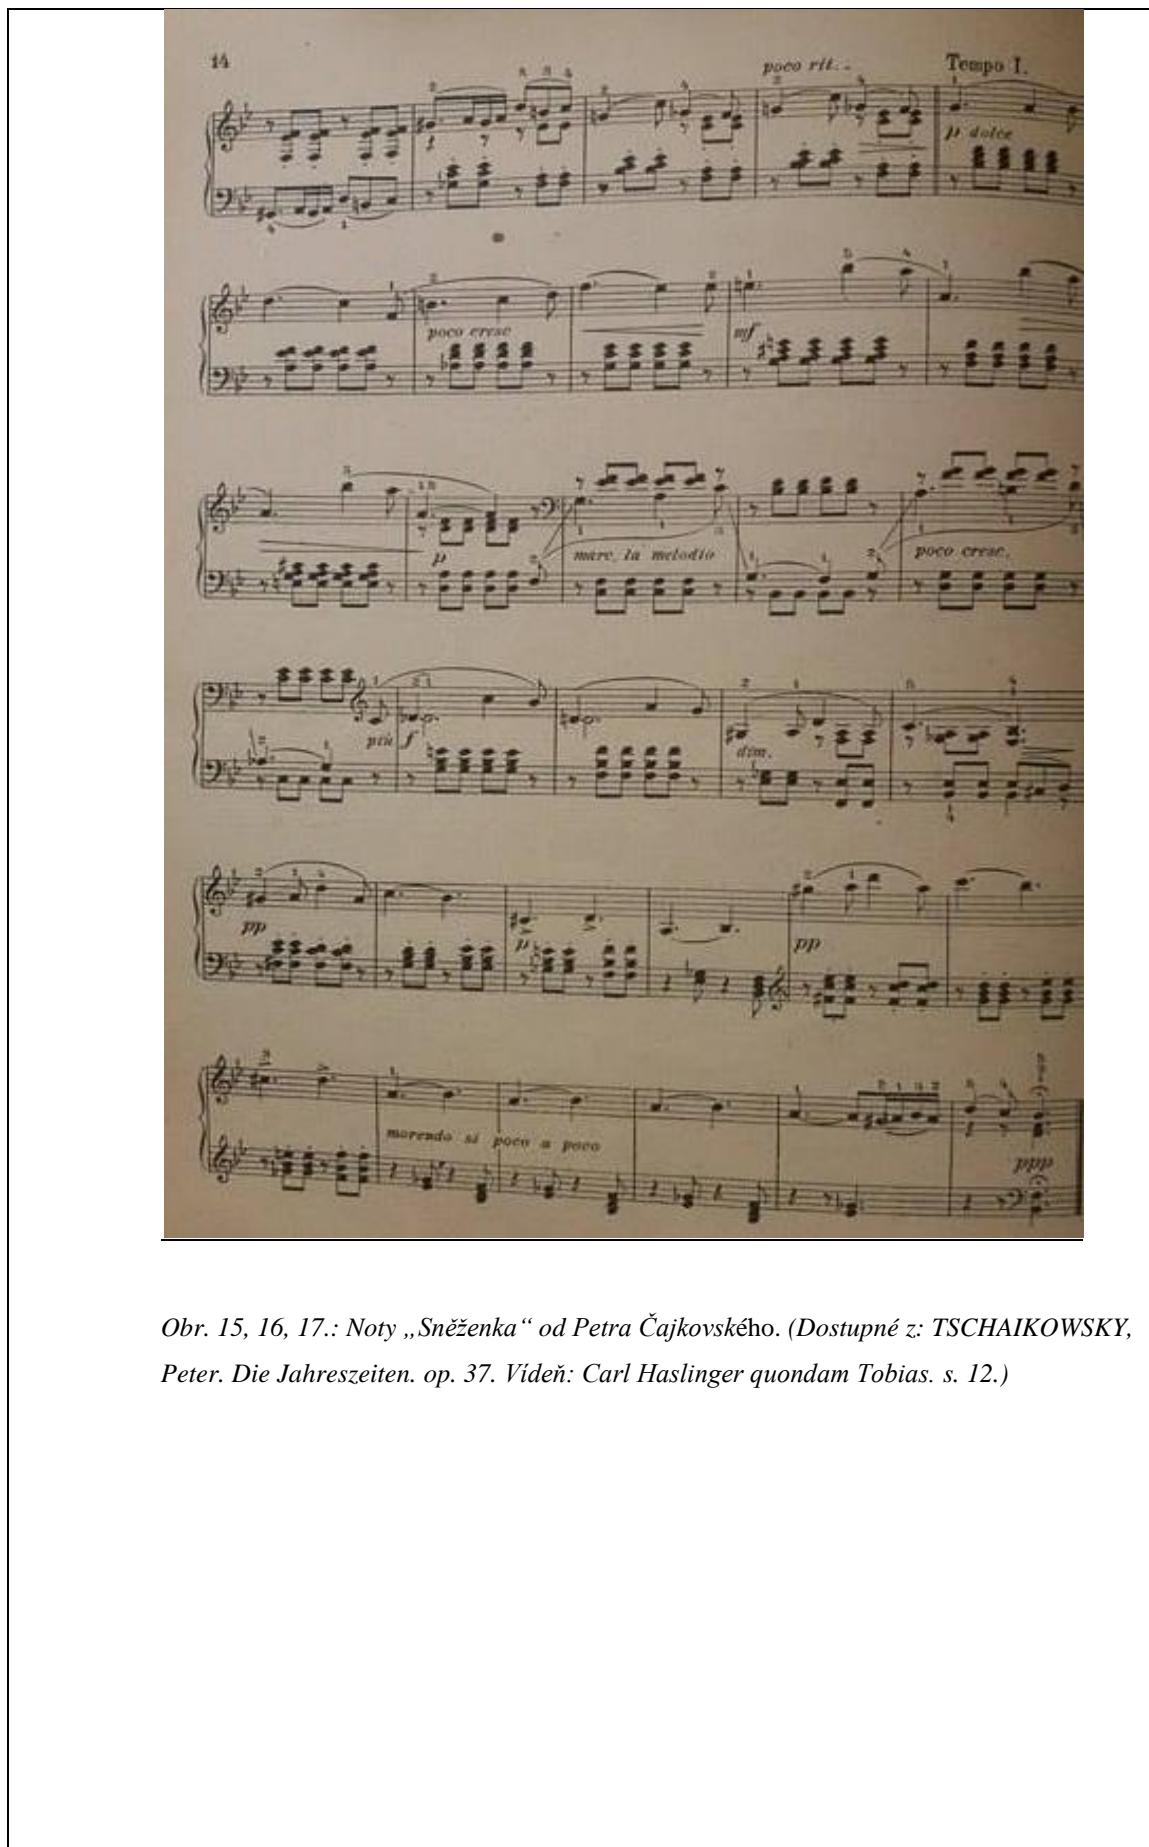 14
poco rit. .
Tempo I.
p dolce
poco cresc
mf
p
marc. la melodio
poco cresc.
più f
dim.
pp
p
pp
morendo si poco a poco
ppp
Obr. 15, 16, 17.: Noty „Sněženka“ od Petra Čajkovského. (Dostupné z: TSCHAIKOWSKY,
Peter. Die Jahreszeiten. op. 37. Vídeň: Carl Haslinger quondam Tobias. s. 12.)